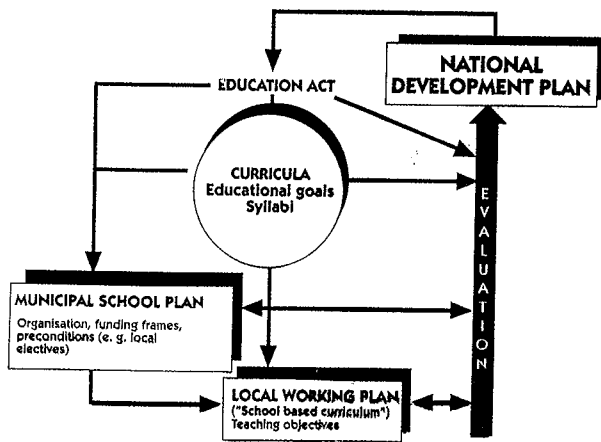 NATIONAL
DEVELOPMENT PLAN
EDUCATION ACT
CURRICULA
Educational goals
Syllabi
EVALUATION
MUNICIPAL SCHOOL PLAN
Organisation, funding frames,
preconditions (e. g. local
electives)
LOCAL WORKING PLAN
("School based curriculum")
Teaching objectives